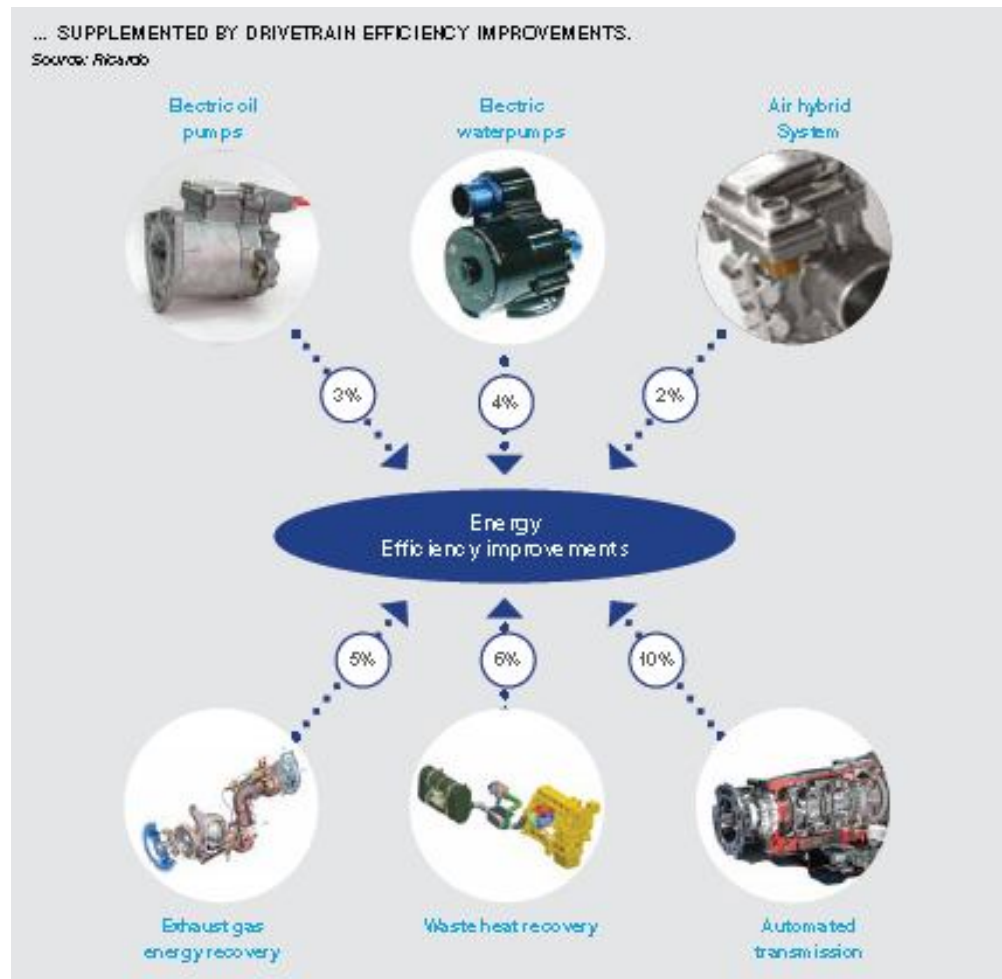 ... SUPPLEMENTED BY DRIVETRAIN EFFICIENCY IMPROVEMENTS.
Source: Ricardo
Electric oil
pumps
Electric
waterpumps
Air hybrid
System
3%
4%
2%
Energy
Efficiency improvements
5%
6%
10%
Exhaust gas
energy recovery
Waste heat recovery
Automated
transmission